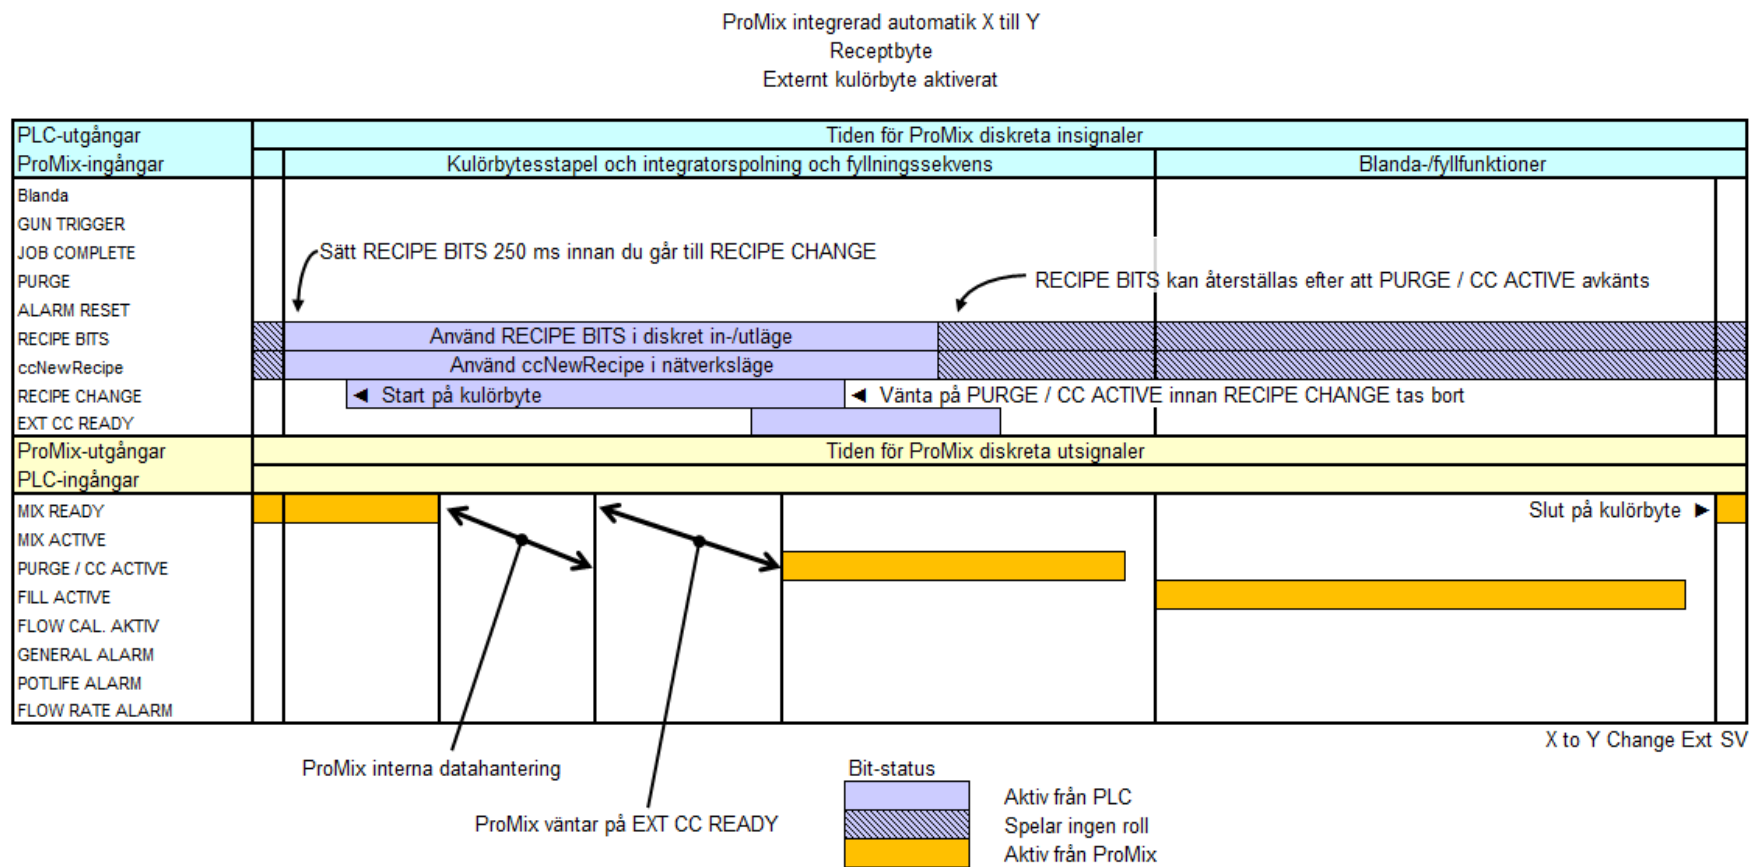 ProMix integrerad automatik X till Y
Receptbyte
Externt kulörbyte aktiverat
PLC-utgångar
Tiden för ProMix diskreta insignaler
ProMix-ingångar
Kulörbytesstapel och integratorspolning och fyllningssekvens
Blanda-/fyllfunktioner
Blanda
GUN TRIGGER
JOB COMPLETE
Sätt RECIPE BITS 250 ms innan du går till RECIPE CHANGE
PURGE
RECIPE BITS kan återställas efter att PURGE / CC ACTIVE avkänts
ALARM RESET
RECIPE BITS
Använd RECIPE BITS i diskret in-/utläge
ccNewRecipe
Använd ccNewRecipe i nätverksläge
RECIPE CHANGE
◄ Start på kulörbyte
◄ Vänta på PURGE / CC ACTIVE innan RECIPE CHANGE tas bort
EXT CC READY
ProMix-utgångar
Tiden för ProMix diskreta utsignaler
PLC-ingångar
MIX READY
Slut på kulörbyte ►
MIX ACTIVE
PURGE / CC ACTIVE
FILL ACTIVE
FLOW CAL. AKTIV
GENERAL ALARM
POTLIFE ALARM
FLOW RATE ALARM
X to Y Change Ext SV
ProMix interna datahantering
Bit-status
Aktiv från PLC
ProMix väntar på EXT CC READY
Spelar ingen roll
Aktiv från ProMix